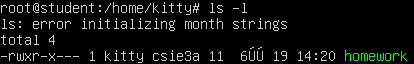 root@student:/home/kitty# ls -l
ls: error initializing month strings
total 4
-rwxr-x--- 1 kitty csie3a 11  6ÚÚ 19 14:20 homework